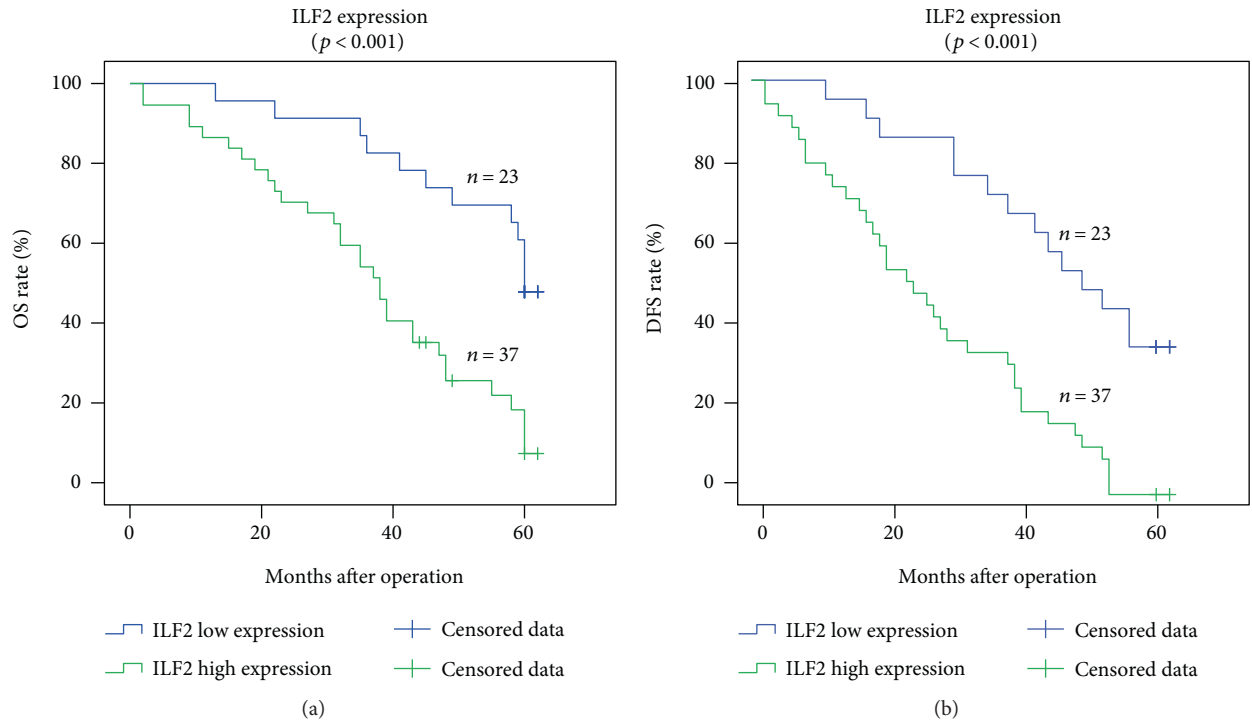 ILF2 expression
(p < 0.001)
100
80
60
40
20
0
OS rate (%)
n = 23
n = 37
0 20 40 60
Months after operation
ILF2 low expression Censored data
ILF2 high expression Censored data
(a)
ILF2 expression
(p < 0.001)
100
80
60
40
20
0
DFS rate (%)
n = 23
n = 37
0 20 40 60
Months after operation
ILF2 low expression Censored data
ILF2 high expression Censored data
(b)